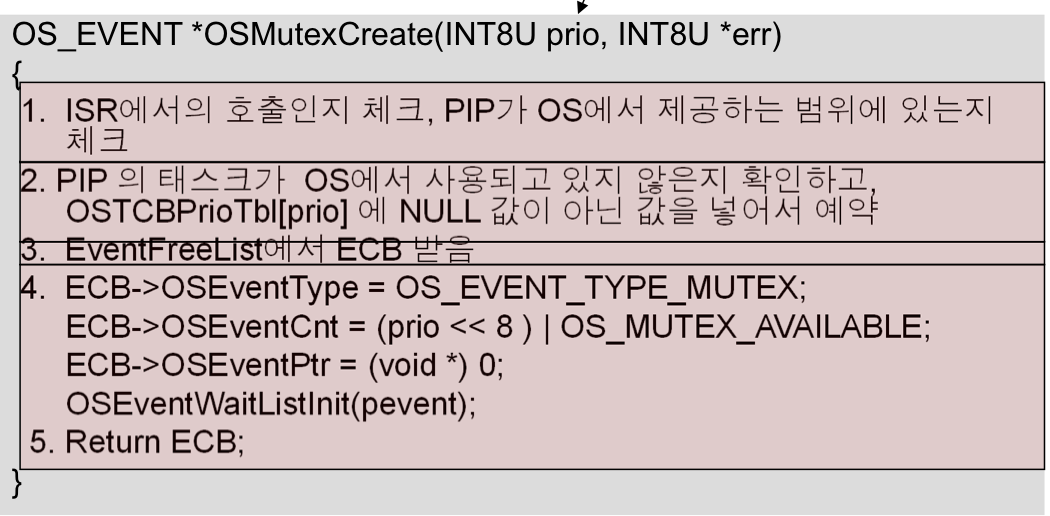 OS_EVENT *OSMutexCreate(INT8U prio, INT8U *err)
{
1. ISR에서의 호출인지 체크, PIP가 OS에서 제공하는 범위에 있는지
체크
2. PIP 의 태스크가 OS에서 사용되고 있지 않은지 확인하고,
OSTCBPrioTbl[prio] 에 NULL 값이 아닌 값을 넣어서 예약
3. EventFreeList에서 ECB 받음
4. ECB->OSEventType = OS_EVENT_TYPE_MUTEX;
ECB->OSEventCnt = (prio << 8 ) | OS_MUTEX_AVAILABLE;
ECB->OSEventPtr = (void *) 0;
OSEventWaitListInit(pevent);
5. Return ECB;
}